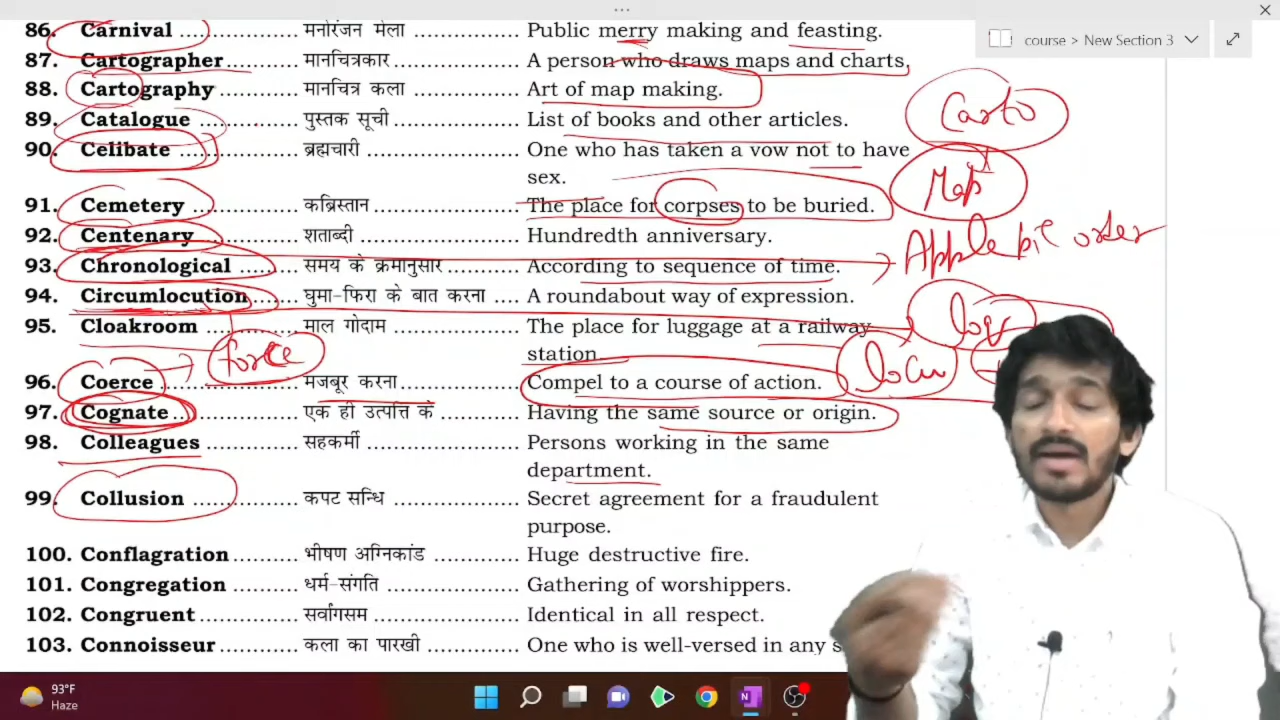 course > New Section 3
86. Carnival .... ............ मनोरंजन मेला .................. Public merry making and feasting.
87. Cartographer ............ मानचित्रकार .................. A person who draws maps and charts,
88. Cartography ............ मानचित्र कला .................. Art of map making.
89. Catalogue ............ पुस्तक सूची .................. List of books and other articles.
90. Celibate ............ ब्रह्मचारी .................. One who has taken a vow not to have
sex.
91. Cemetery ............ कब्रिस्तान .................. The place for corpses to be buried.
92. Centenary ............ शताब्दी .................. Hundredth anniversary.
93. Chronological ............ समय के क्रमानुसार ............ According to sequence of time.
94. Circumlocution ........ घुमा-फिरा के बात करना .... A roundabout way of expression.
95. Cloakroom ............ माल गोदाम .................. The place for luggage at a railway
station.
96. Coerce ............ मजबूर करना .................. Compel to a course of action.
97. Cognate ............ एक ही उत्पत्ति के ............ Having the same source or origin.
98. Colleagues ............ सहकर्मी .................. Persons working in the same
department.
99. Collusion ............ कपट सन्धि .................. Secret agreement for a fraudulent
purpose.
100. Conflagration .......... भीषण अग्निकांड .............. Huge destructive fire.
101. Congregation .......... धर्म-संगति .................. Gathering of worshippers.
102. Congruent ............ सर्वांगसम .................. Identical in all respect.
103. Connoisseur ............ कला का पारखी .............. One who is well-versed in any
Carto
Map
Apple pie order
loq
locu
force
93°F
Haze